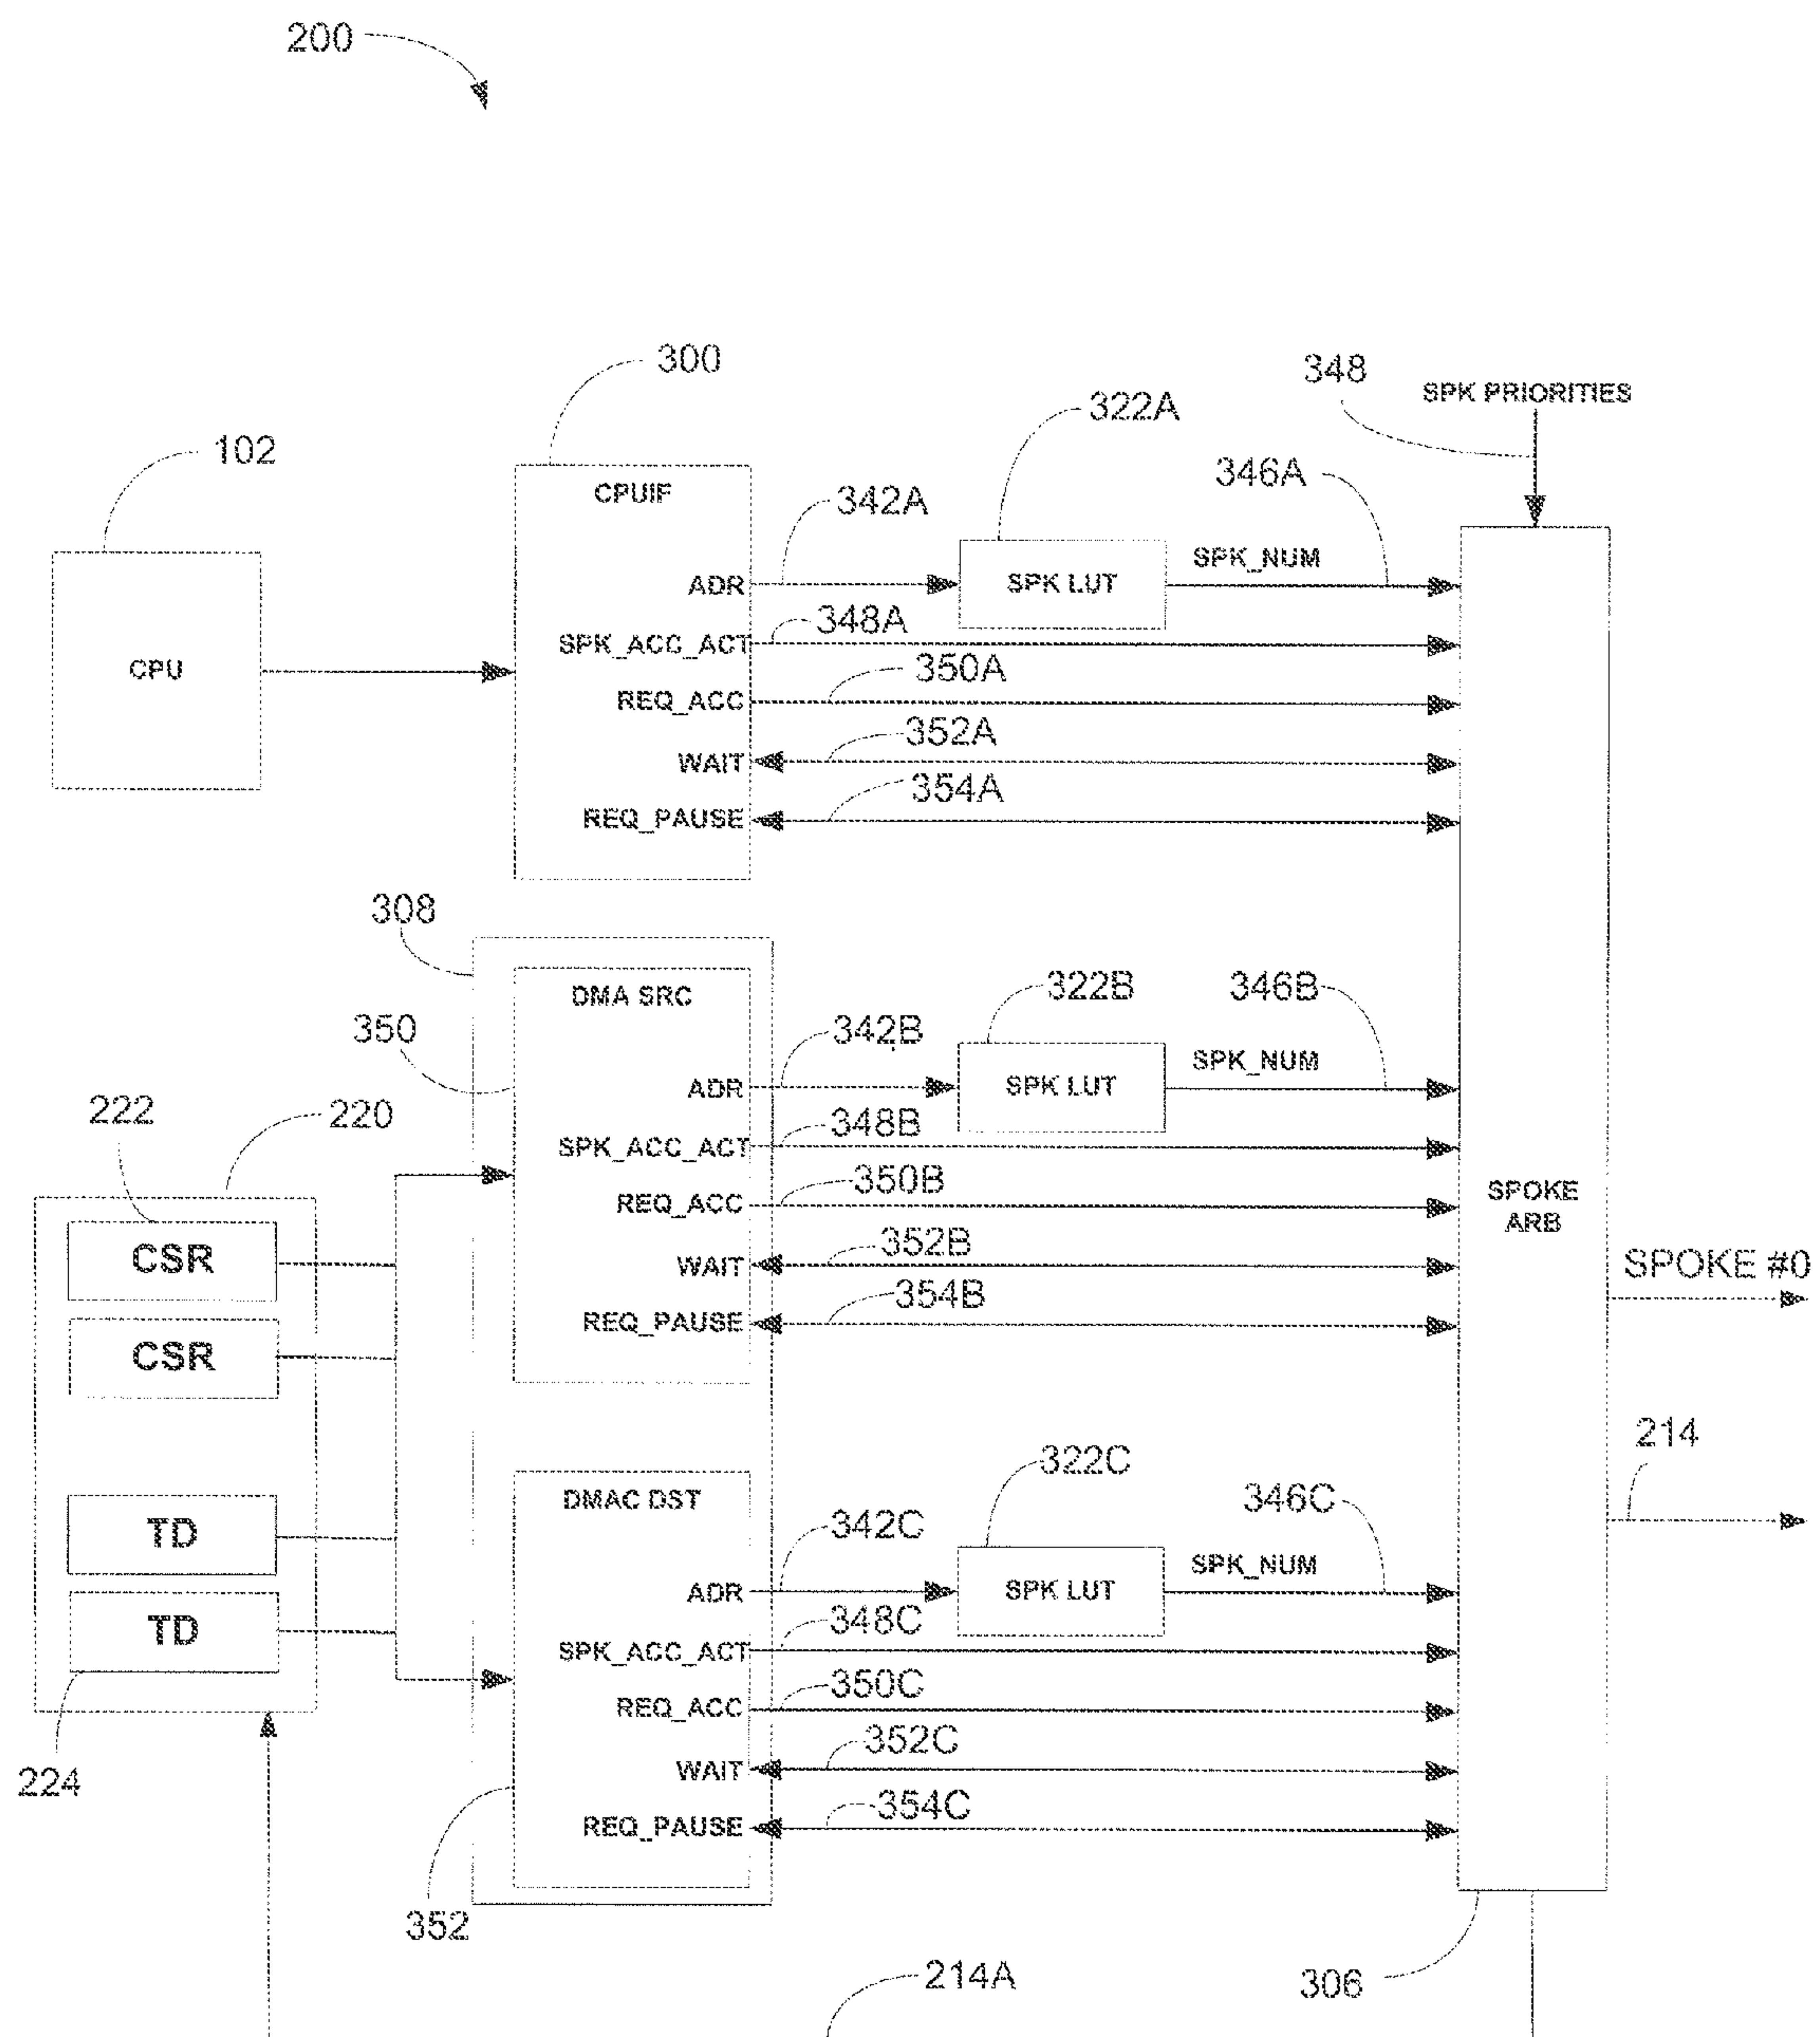 200
300
348
SPK PRIORITIES
322A
102
346A
CPUIF
342A
SPK_NUM
ADR
SPK LUT
348A
SPK_ACC_ACT
CPU
350A
REQ_ACC
352A
WAIT
354A
REQ_PAUSE
308
322B
346B
DMA SRC
350
342B
SPK_NUM
ADR
SPK LUT
222
220
348B
SPK_ACC_ACT
350B
REQ_ACC
SPOKE
ARB
352B
CSR
WAIT
SPOKE #0
354B
REQ_PAUSE
CSR
214
322C
DMAC DST
346C
342C
TD
SPK_NUM
ADR
SPK LUT
348C
TD
SPK_ACC_ACT
350C
REQ_ACC
352C
WAIT
224
354C
REQ_PAUSE
352
214A
306